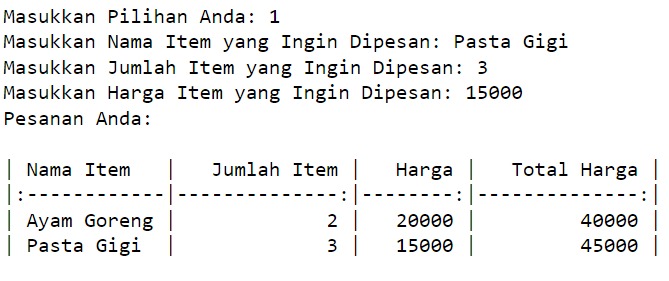 Masukkan Pilihan Anda: 1
Masukkan Nama Item yang Ingin Dipesan: Pasta Gigi
Masukkan Jumlah Item yang Ingin Dipesan: 3
Masukkan Harga Item yang Ingin Dipesan: 15000
Pesanan Anda:
| Nama Item   |   Jumlah Item |   Harga |   Total Harga |
|:------------|--------------:|--------:|--------------:|
| Ayam Goreng |             2 |   20000 |         40000 |
| Pasta Gigi  |             3 |   15000 |         45000 |